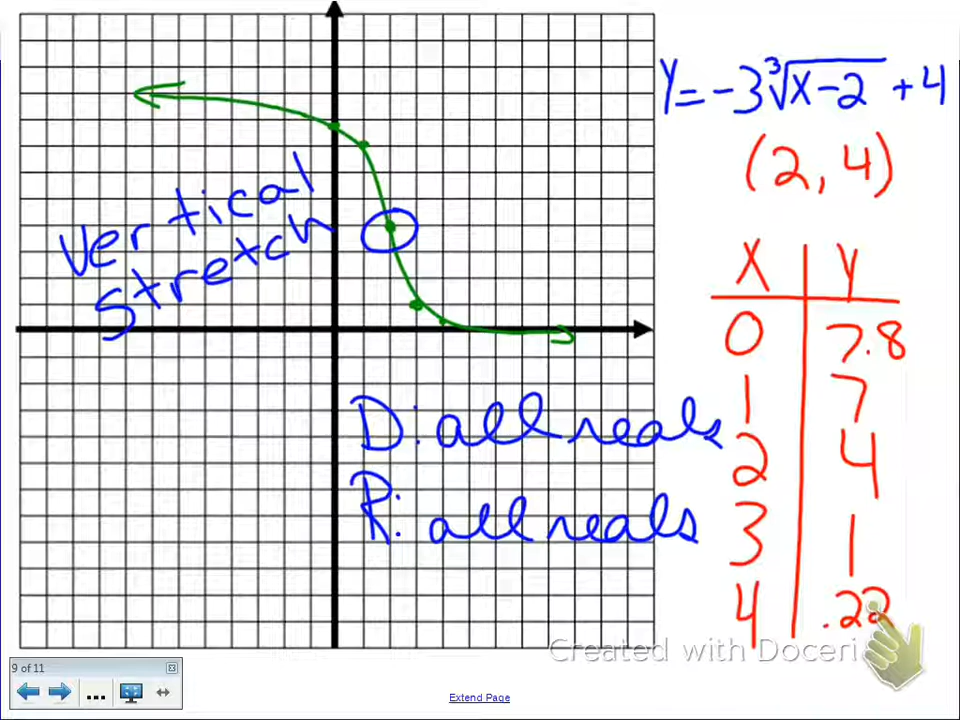 Y = -3∛x-2 + 4
(2, 4)
Vertical
Stretch
X Y
0 7.8
1 7
2 4
3 1
4 .22
D: all reals
R: all reals
Created with Doceri
9 of 11
...
Extend Page